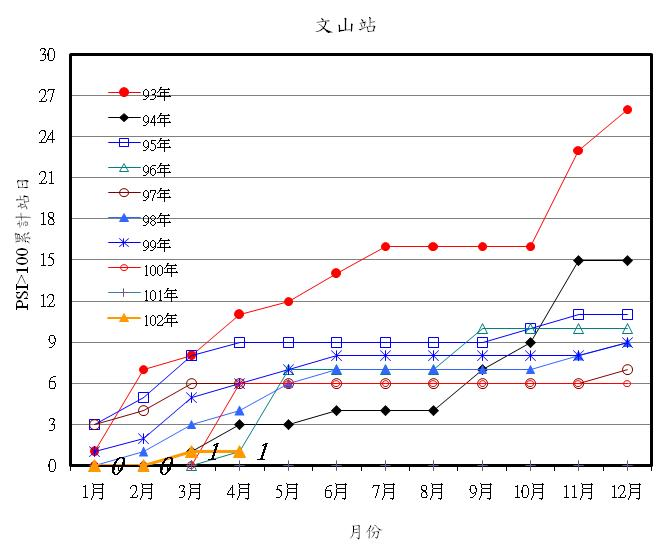 文山站
PSI>100累計站日
30
27
24
21
18
15
12
9
6
3
0
93年
94年
95年
96年
97年
98年
99年
100年
101年
102年
0 0 1 1
1月 2月 3月 4月 5月 6月 7月 8月 9月 10月 11月 12月
月份